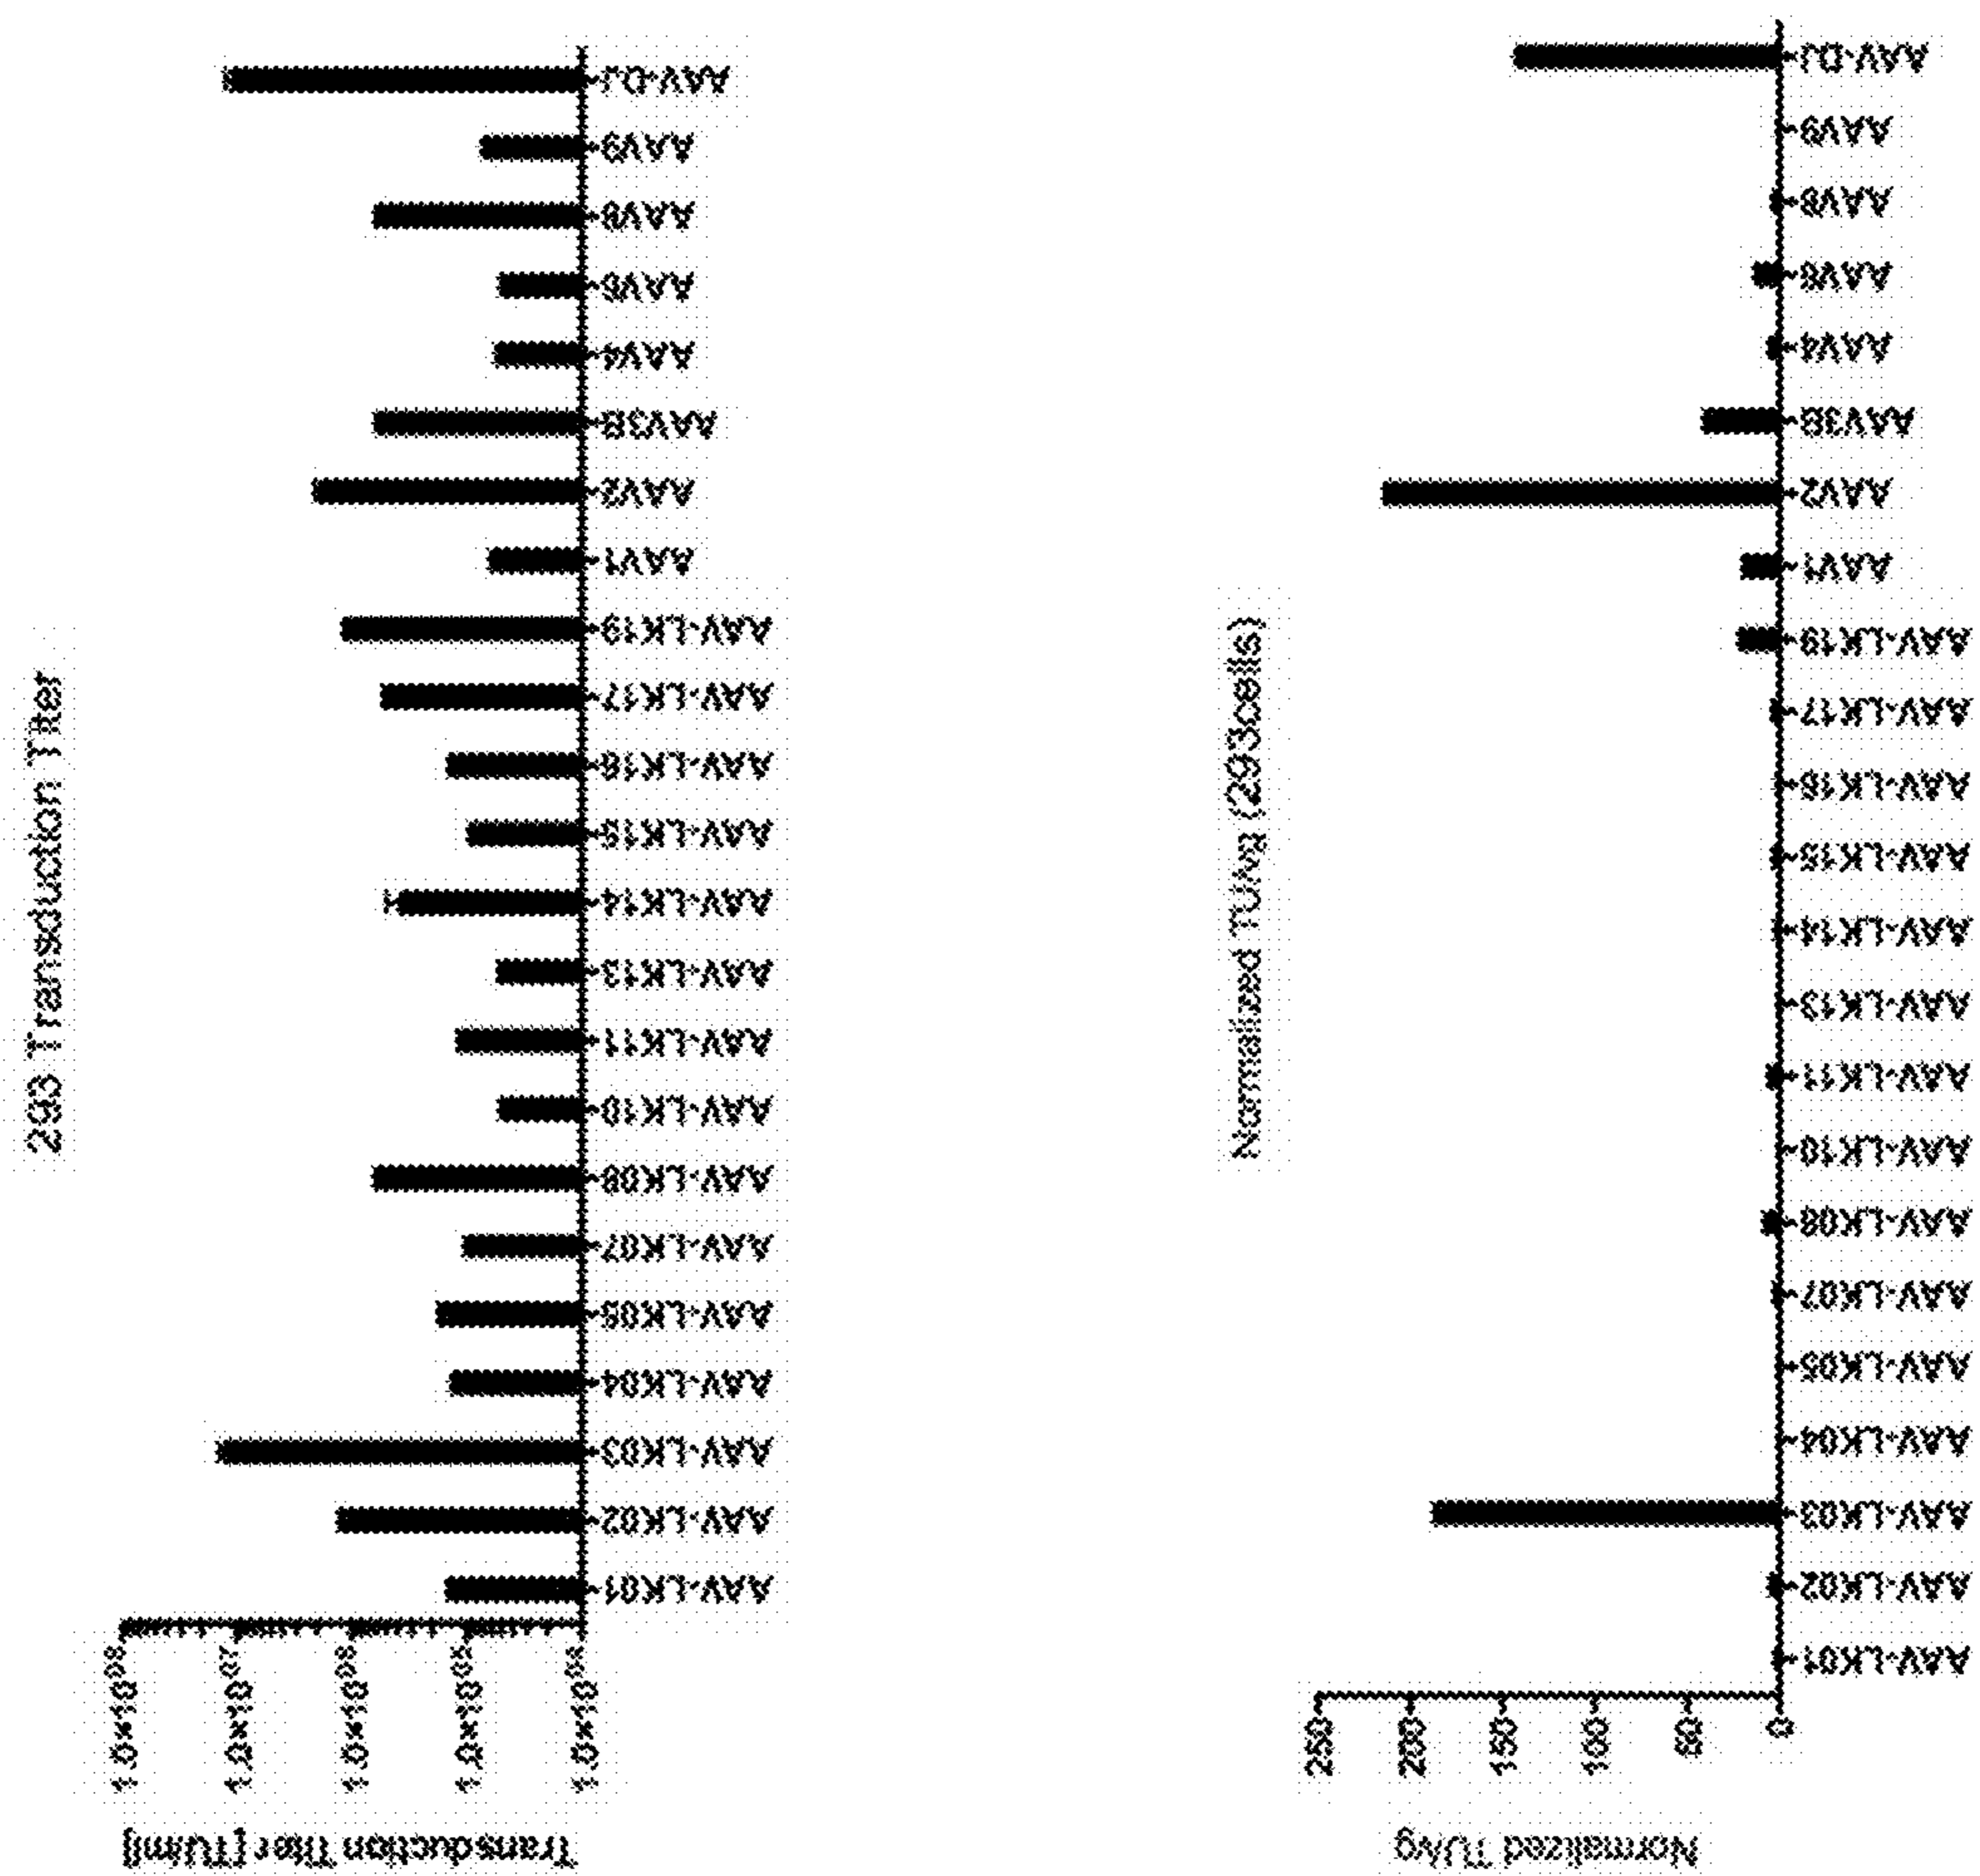 293 Transduction Titer
Transduction Titer [TU/ml]
1.0×10⁰⁸
1.0×10⁰⁷
1.0×10⁰⁶
1.0×10⁰⁵
1.0×10⁰⁴
AAV-LK01
AAV-LK02
AAV-LK03
AAV-LK04
AAV-LK05
AAV-LK07
AAV-LK08
AAV-LK10
AAV-LK11
AAV-LK13
AAV-LK14
AAV-LK15
AAV-LK16
AAV-LK17
AAV-LK19
AAV1
AAV2
AAV3B
AAV4
AAV6
AAV8
AAV9
AAV-DJ
Normalized TU/vg (293cells)
Normalized TU/vg
250
200
150
100
50
0
AAV-LK01
AAV-LK02
AAV-LK03
AAV-LK04
AAV-LK05
AAV-LK07
AAV-LK08
AAV-LK10
AAV-LK11
AAV-LK13
AAV-LK14
AAV-LK15
AAV-LK16
AAV-LK17
AAV-LK19
AAV1
AAV2
AAV3B
AAV4
AAV6
AAV8
AAV9
AAV-DJ